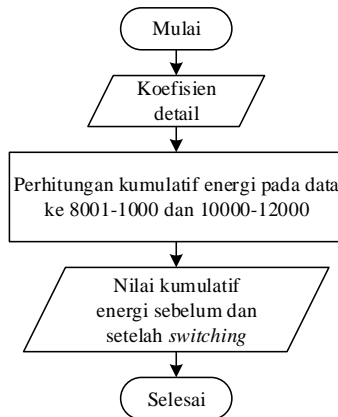 Mulai
Koefisien
detail
Perhitungan kumulatif energi pada data
ke 8001-1000 dan 10000-12000
Nilai kumulatif
energi sebelum dan
setelah switching
Selesai